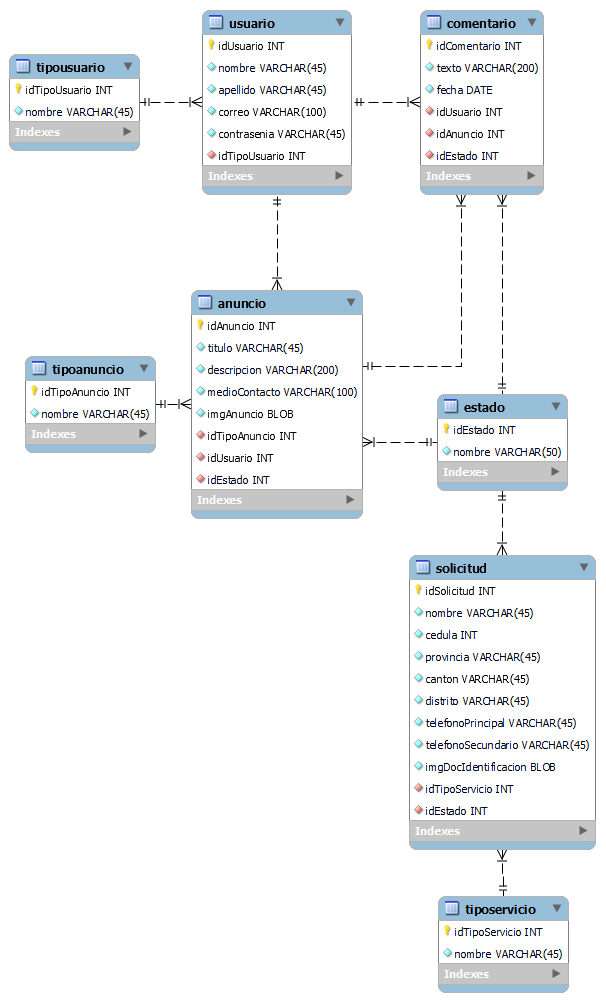 tipousuario
idTipoUsuario INT
nombre VARCHAR(45)
Indexes
usuario
idUsuario INT
nombre VARCHAR(45)
apellido VARCHAR(45)
correo VARCHAR(100)
contrasenia VARCHAR(45)
idTipoUsuario INT
Indexes
comentario
idComentario INT
texto VARCHAR(200)
fecha DATE
idUsuario INT
idAnuncio INT
idEstado INT
Indexes
tipoanuncio
idTipoAnuncio INT
nombre VARCHAR(45)
Indexes
anuncio
idAnuncio INT
titulo VARCHAR(45)
descripcion VARCHAR(200)
medioContacto VARCHAR(100)
imgAnuncio BLOB
idTipoAnuncio INT
idUsuario INT
idEstado INT
Indexes
estado
idEstado INT
nombre VARCHAR(50)
Indexes
solicitud
idSolicitud INT
nombre VARCHAR(45)
cedula INT
provincia VARCHAR(45)
canton VARCHAR(45)
distrito VARCHAR(45)
telefonoPrincipal VARCHAR(45)
telefonoSecundario VARCHAR(45)
imgDocIdentificacion BLOB
idTipoServicio INT
idEstado INT
Indexes
tiposervicio
idTipoServicio INT
nombre VARCHAR(45)
Indexes